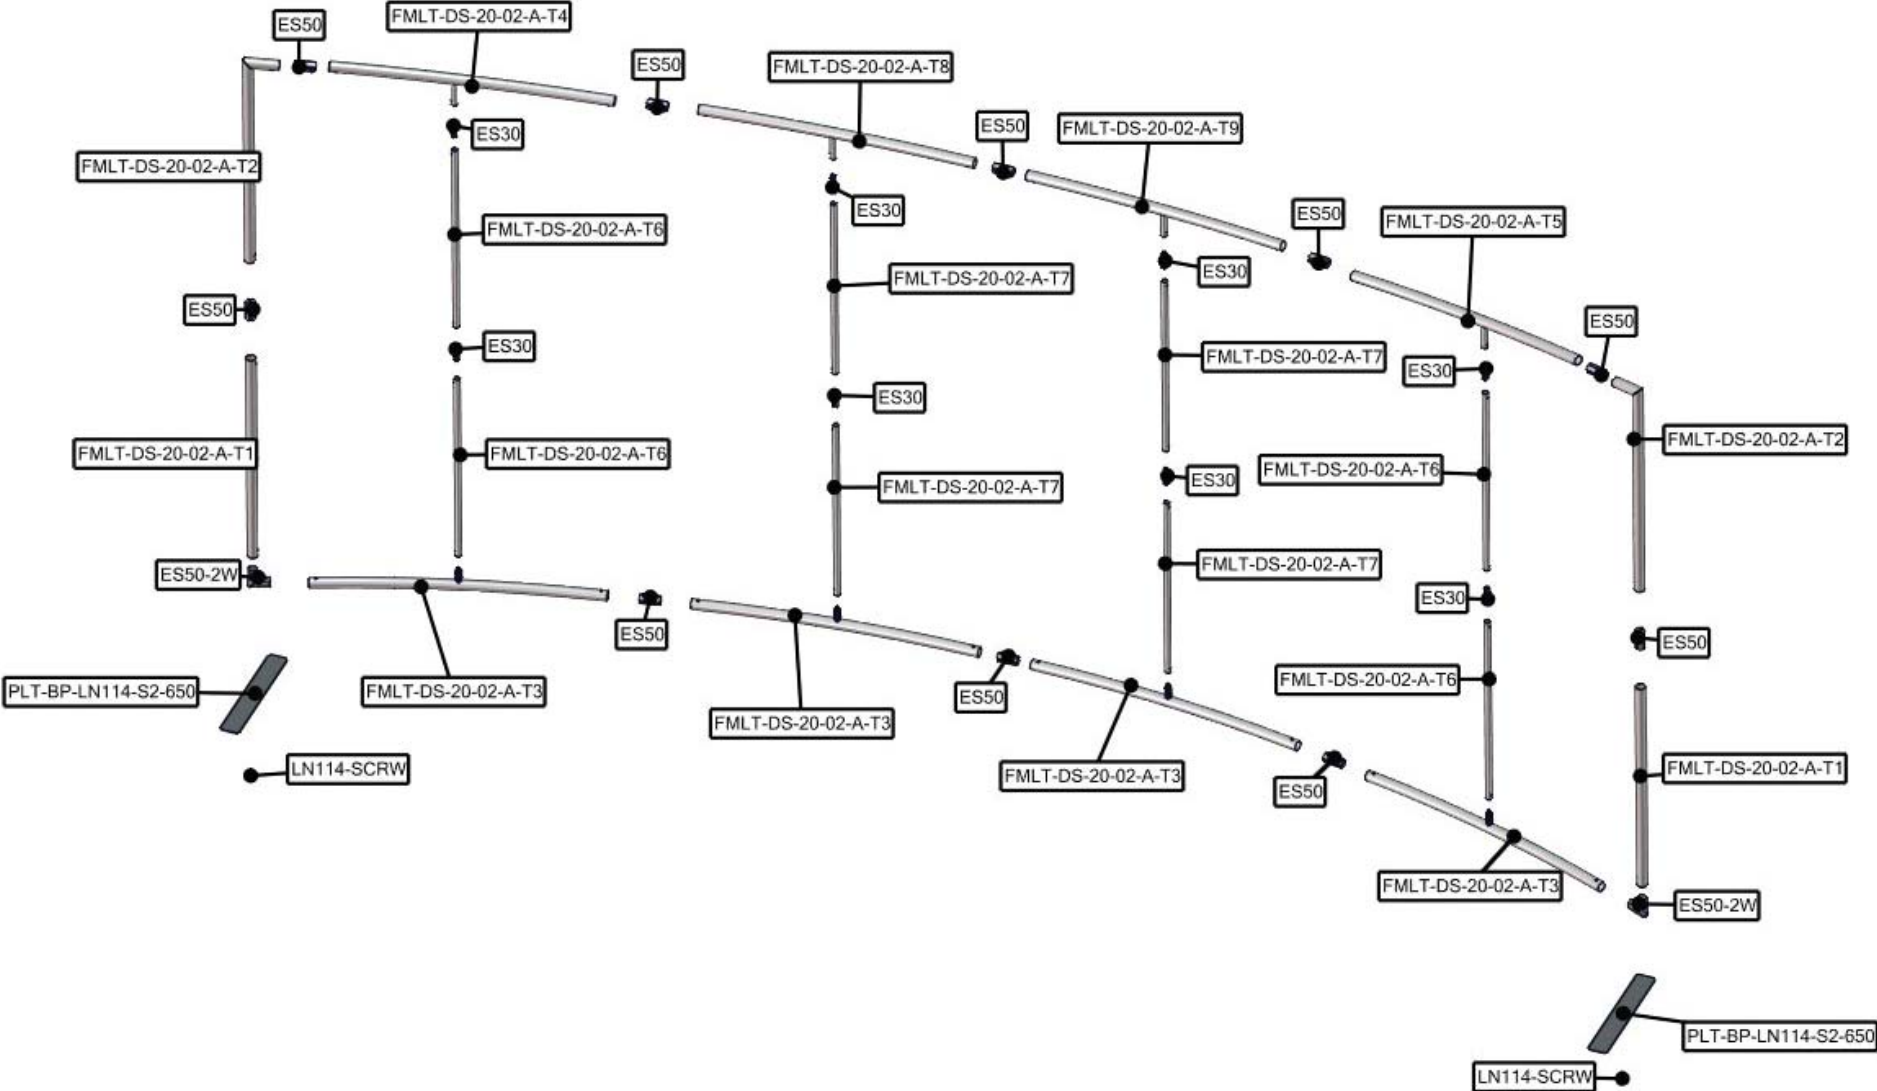 FMLT-DS-20-02-A-T4
ES50
ES50
FMLT-DS-20-02-A-T8
ES50
FMLT-DS-20-02-A-T9
ES30
FMLT-DS-20-02-A-T2
ES30
ES50
FMLT-DS-20-02-A-T5
FMLT-DS-20-02-A-T6
ES30
FMLT-DS-20-02-A-T7
ES50
ES50
ES30
FMLT-DS-20-02-A-T7
ES30
ES30
FMLT-DS-20-02-A-T2
FMLT-DS-20-02-A-T1
FMLT-DS-20-02-A-T6
FMLT-DS-20-02-A-T6
ES30
FMLT-DS-20-02-A-T7
FMLT-DS-20-02-A-T7
ES50-2W
ES30
ES50
ES50
FMLT-DS-20-02-A-T6
PLT-BP-LN114-S2-650
FMLT-DS-20-02-A-T3
ES50
FMLT-DS-20-02-A-T3
LN114-SCRW
FMLT-DS-20-02-A-T3
FMLT-DS-20-02-A-T1
ES50
FMLT-DS-20-02-A-T3
ES50-2W
PLT-BP-LN114-S2-650
LN114-SCRW